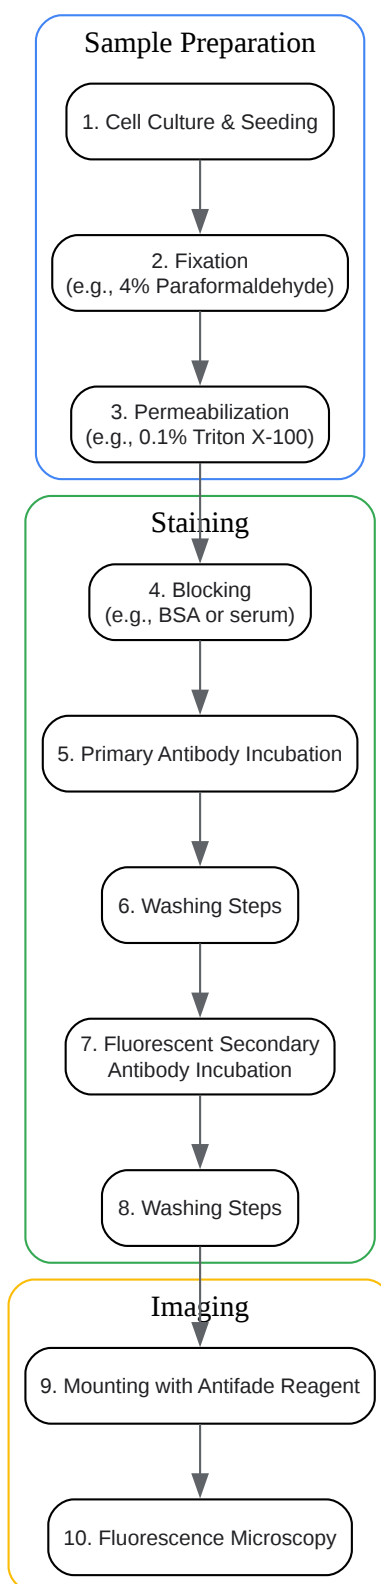 Sample Preparation
1. Cell Culture & Seeding
2. Fixation
(e.g., 4% Paraformaldehyde)
3. Permeabilization
(e.g., 0.1% Triton X-100)
Staining
4. Blocking
(e.g., BSA or serum)
5. Primary Antibody Incubation
6. Washing Steps
7. Fluorescent Secondary
Antibody Incubation
8. Washing Steps
Imaging
9. Mounting with Antifade Reagent
10. Fluorescence Microscopy